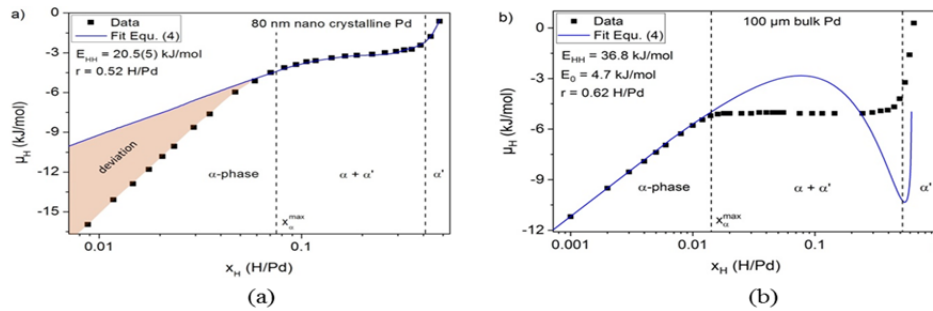 a)
80 nm nano crystalline Pd
Data
Fit Equ. (4)
E_HH = 20.5(5) kJ/mol
r = 0.52 H/Pd
α'
0
-3
-6
-9
-12
-15
μ_H (kJ/mol)
deviation
α-phase
α + α'
x_α^max
0.01
0.1
x_H (H/Pd)
(a)
b)
100 μm bulk Pd
Data
Fit Equ. (4)
E_HH = 36.8 kJ/mol
E_0 = 4.7 kJ/mol
r = 0.62 H/Pd
0
-3
-6
-9
-12
μ_H (kJ/mol)
α-phase
α + α'
α'
x_α^max
0.001
0.01
0.1
x_H (H/Pd)
(b)